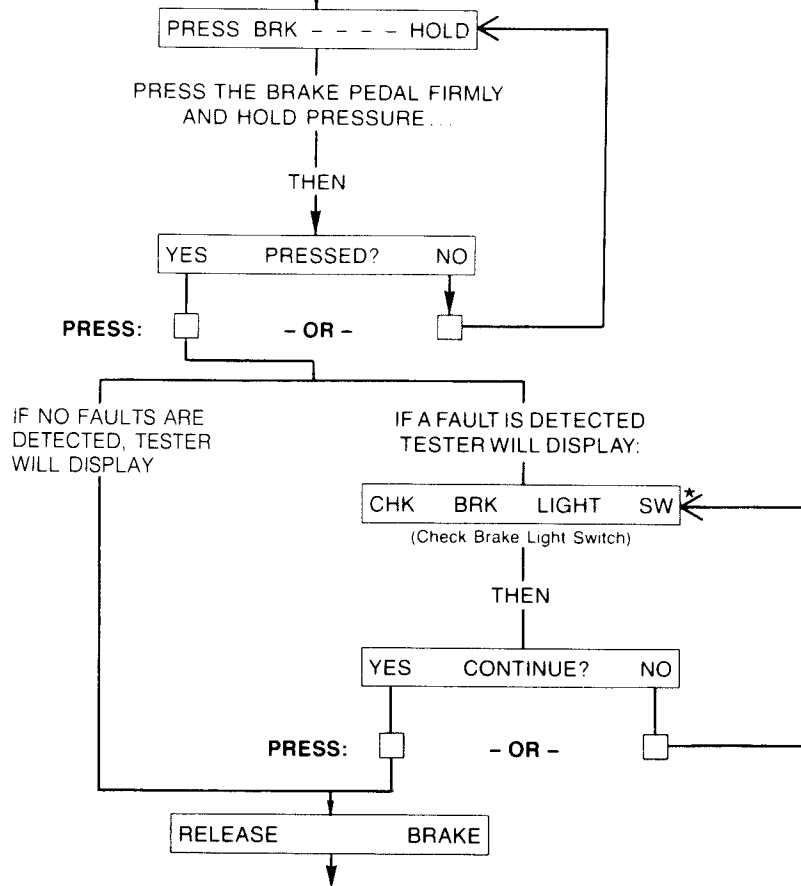 PRESS BRK - - - - HOLD
PRESS THE BRAKE PEDAL FIRMLY
AND HOLD PRESSURE...
THEN
YES PRESSED? NO
PRESS: - OR -
IF NO FAULTS ARE
DETECTED, TESTER
WILL DISPLAY
IF A FAULT IS DETECTED
TESTER WILL DISPLAY:
CHK BRK LIGHT SW *
(Check Brake Light Switch)
THEN
YES CONTINUE? NO
PRESS: - OR -
RELEASE BRAKE